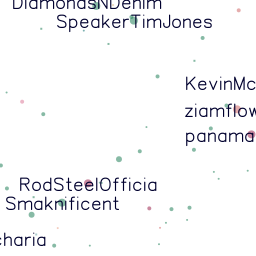 DiamondsNDenim
SpeakerTimJones
KevinMc
ziamflow
panama
RodSteelOfficia
Smaknificent
charia